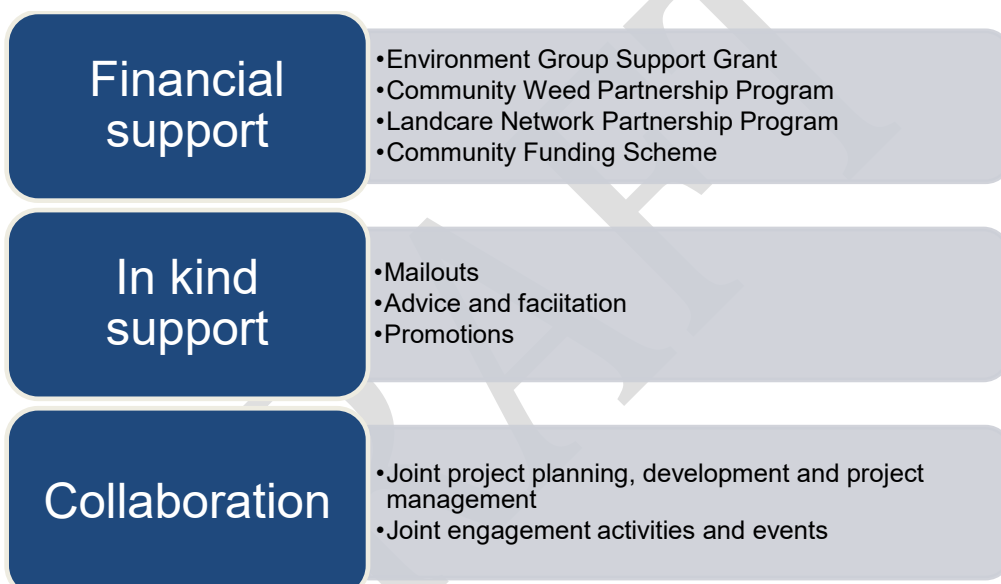 Financial
support
•Environment Group Support Grant
•Community Weed Partnership Program
•Landcare Network Partnership Program
•Community Funding Scheme
In kind
support
•Mailouts
•Advice and faciitation
•Promotions
Collaboration
•Joint project planning, development and project
management
•Joint engagement activities and events
DRAFT